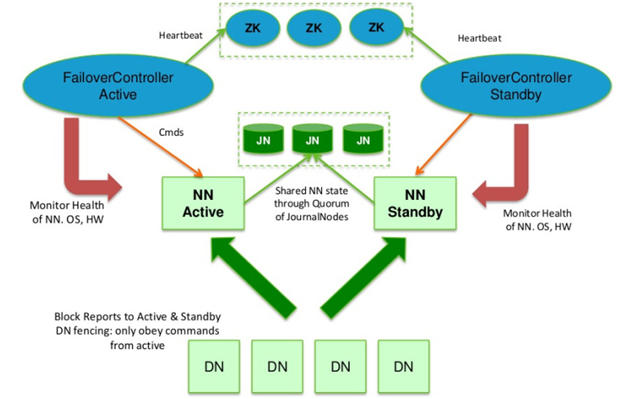 ZK ZK ZK
Heartbeat
Heartbeat
FailoverController
Active
FailoverController
Standby
Cmds
JN JN JN
Monitor Health
of NN. OS, HW
NN
Active
Shared NN state
through Quorum
of JournalNodes
NN
Standby
Monitor Health
of NN. OS, HW
Block Reports to Active & Standby
DN fencing: only obey commands
from active
DN DN DN DN